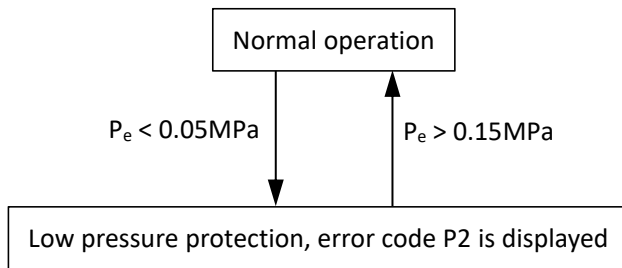 Normal operation
Pₑ < 0.05MPa
Pₑ > 0.15MPa
Low pressure protection, error code P2 is displayed